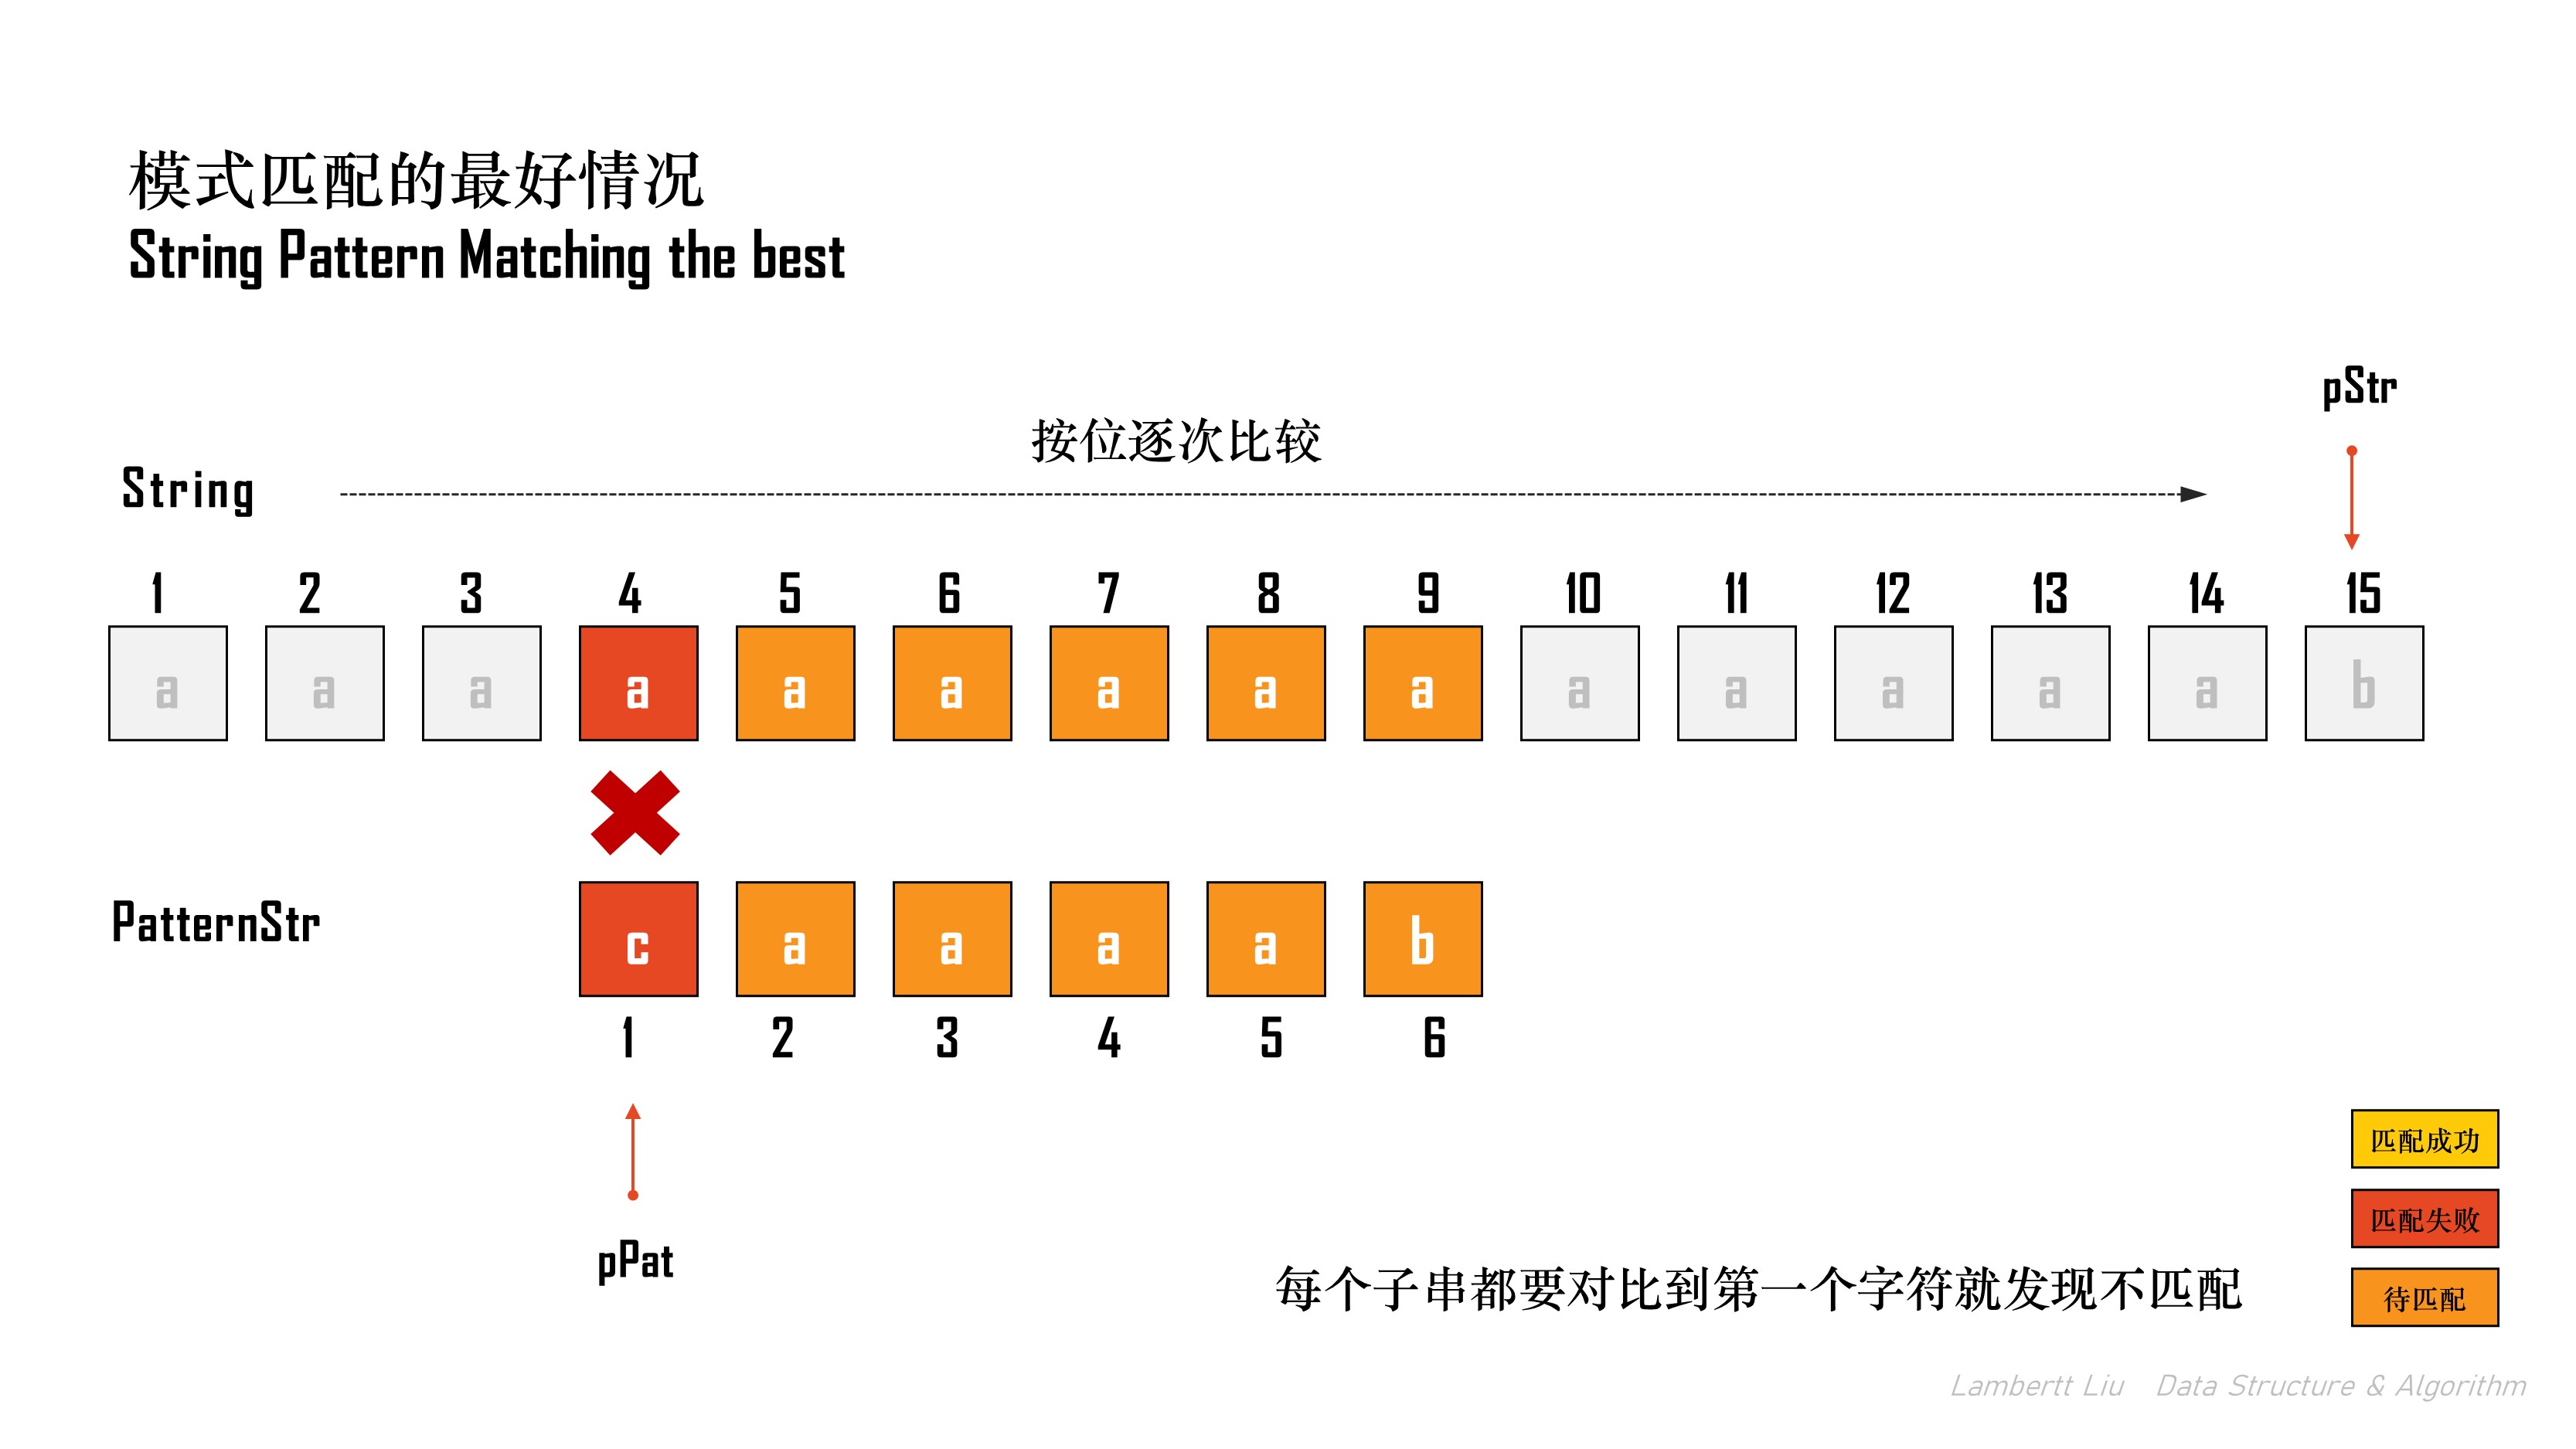 模式匹配的最好情况
String Pattern Matching the best
pStr
按位逐次比较
String
1 2 3 4 5 6 7 8 9 10 11 12 13 14 15
a a a a a a a a a a a a a a b
PatternStr
c a a a a b
1 2 3 4 5 6
pPat
匹配成功
匹配失败
待匹配
每个子串都要对比到第一个字符就发现不匹配
Lambertt Liu Data Structure & Algorithm